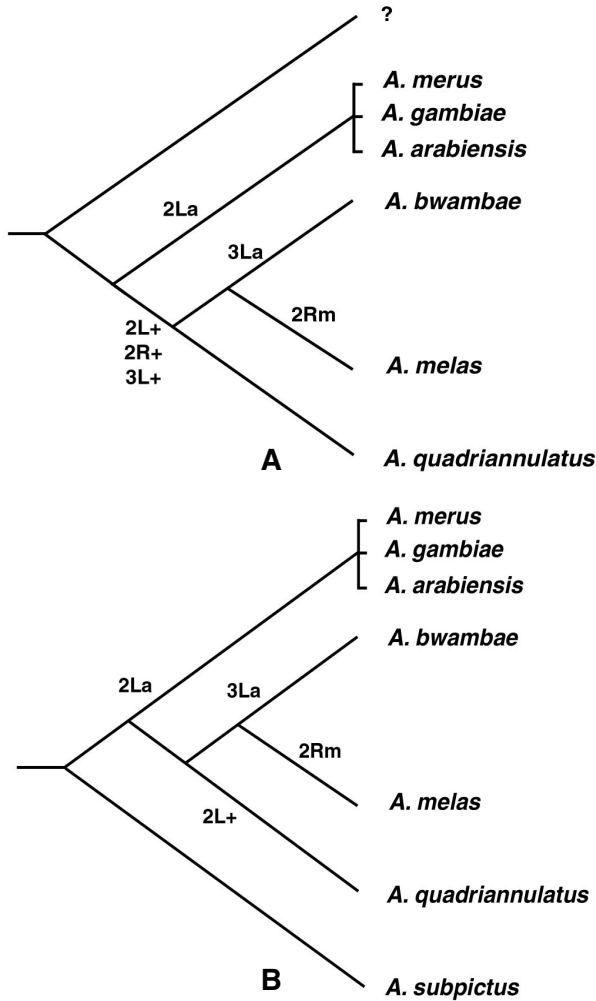 ?
A. merus
A. gambiae
A. arabiensis
2La
A. bwambae
3La
2Rm
2L+
2R+
3L+
A. melas
A
A. quadriannulatus
A. merus
A. gambiae
A. arabiensis
A. bwambae
2La
3La
2Rm
A. melas
2L+
A. quadriannulatus
B
A. subpictus